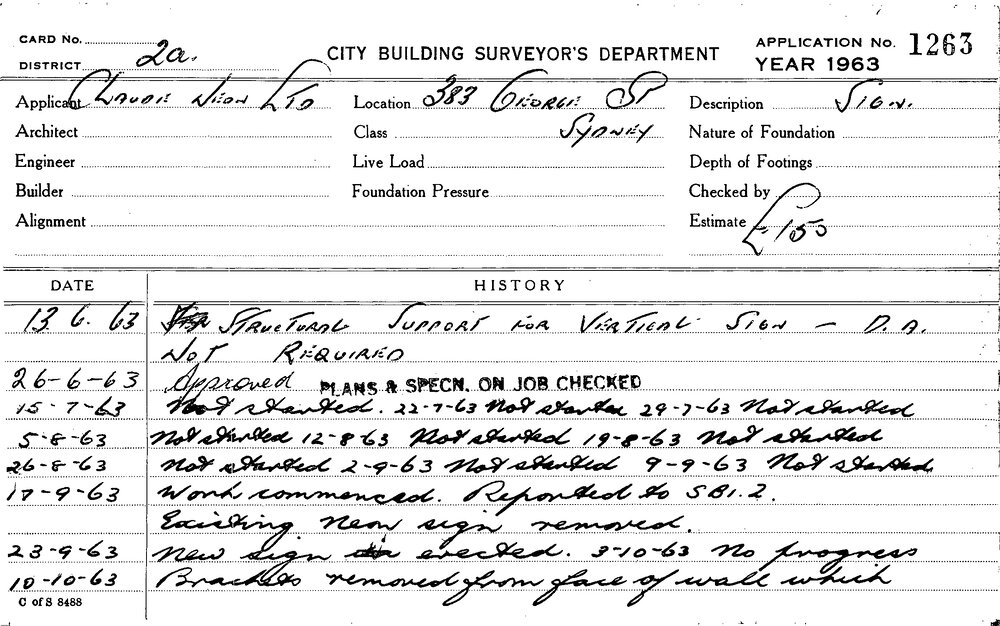 CARD No.
DISTRICT 2a.
CITY BUILDING SURVEYOR'S DEPARTMENT
APPLICATION No. 1263
YEAR 1963
Applicant Claude Neon Ltd Location 383 George St Description Sign.
Architect Class Sydney Nature of Foundation
Engineer Live Load Depth of Footings
Builder Foundation Pressure Checked by
Alignment Estimate £150
DATE HISTORY
13. 6. 63 Structural Support for Vertical Sign — D.A.
Not Required
26-6-63 Approved PLANS & SPECN. ON JOB CHECKED
15-7-63 Not started. 22-7-63 Not started 29-7-63 Not started
5-8-63 Not started 12-8-63 Not started 19-8-63 Not started
26-8-63 Not started 2-9-63 Not started 9-9-63 Not started
17-9-63 Work commenced. Reported to SBI.2.
Existing neon sign removed.
23-9-63 New sign erected. 3-10-63 No progress
10-10-63 Brackets removed from face of wall which
C of S 8488